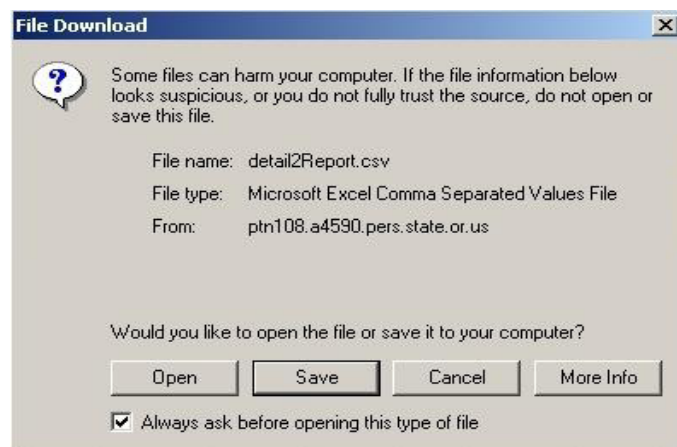 File Download
Some files can harm your computer. If the file information below
looks suspicious, or you do not fully trust the source, do not open or
save this file.
File name: detail2Report.csv
File type: Microsoft Excel Comma Separated Values File
From: ptn108.a4590.pers.state.or.us
Would you like to open the file or save it to your computer?
Open Save Cancel More Info
Always ask before opening this type of file